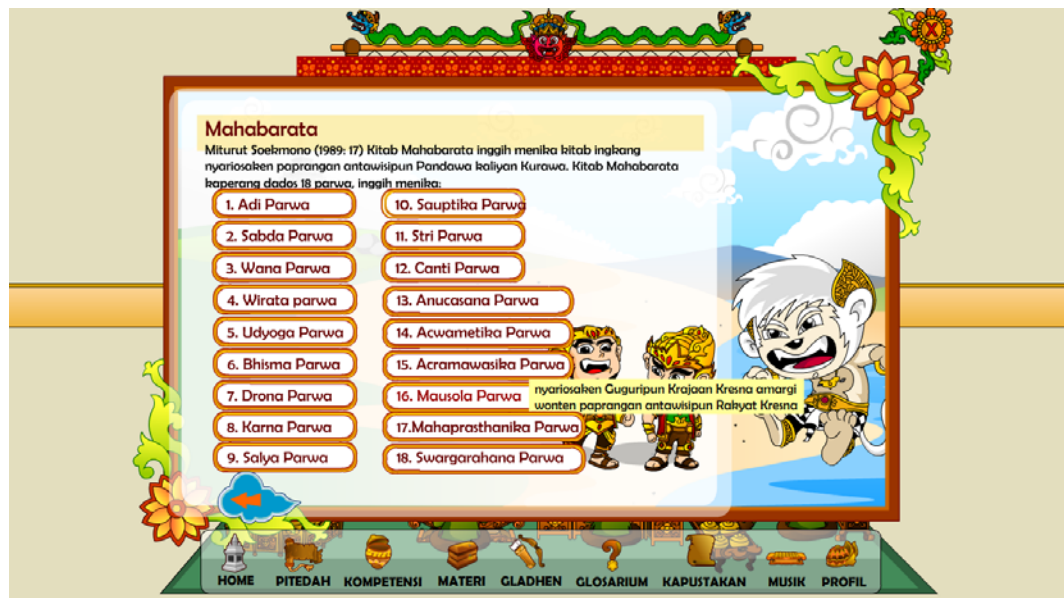 X
Mahabarata
Miturut Soekmono (1989: 17) Kitab Mahabarata inggih menika kitab ingkang
nyariosaken paprangan antawisipun Pandawa kaliyan Kurawa. Kitab Mahabarata
kaperang dados 18 parwa, inggih menika:
1. Adi Parwa
2. Sabda Parwa
3. Wana Parwa
4. Wirata parwa
5. Udyoga Parwa
6. Bhisma Parwa
7. Drona Parwa
8. Karna Parwa
9. Salya Parwa
10. Sauptika Parwa
11. Stri Parwa
12. Canti Parwa
13. Anucasana Parwa
14. Acwametika Parwa
15. Acramawasika Parwa
16. Mausola Parwa
17.Mahaprasthanika Parwa
18. Swargarahana Parwa
nyariosaken Guguripun Krajaan Kresna amargi
wonten paprangan antawisipun Rakyat Kresna
HOME PITEDAH KOMPETENSI MATERI GLADHEN GLOSARIUM KAPUSTAKAN MUSIK PROFIL